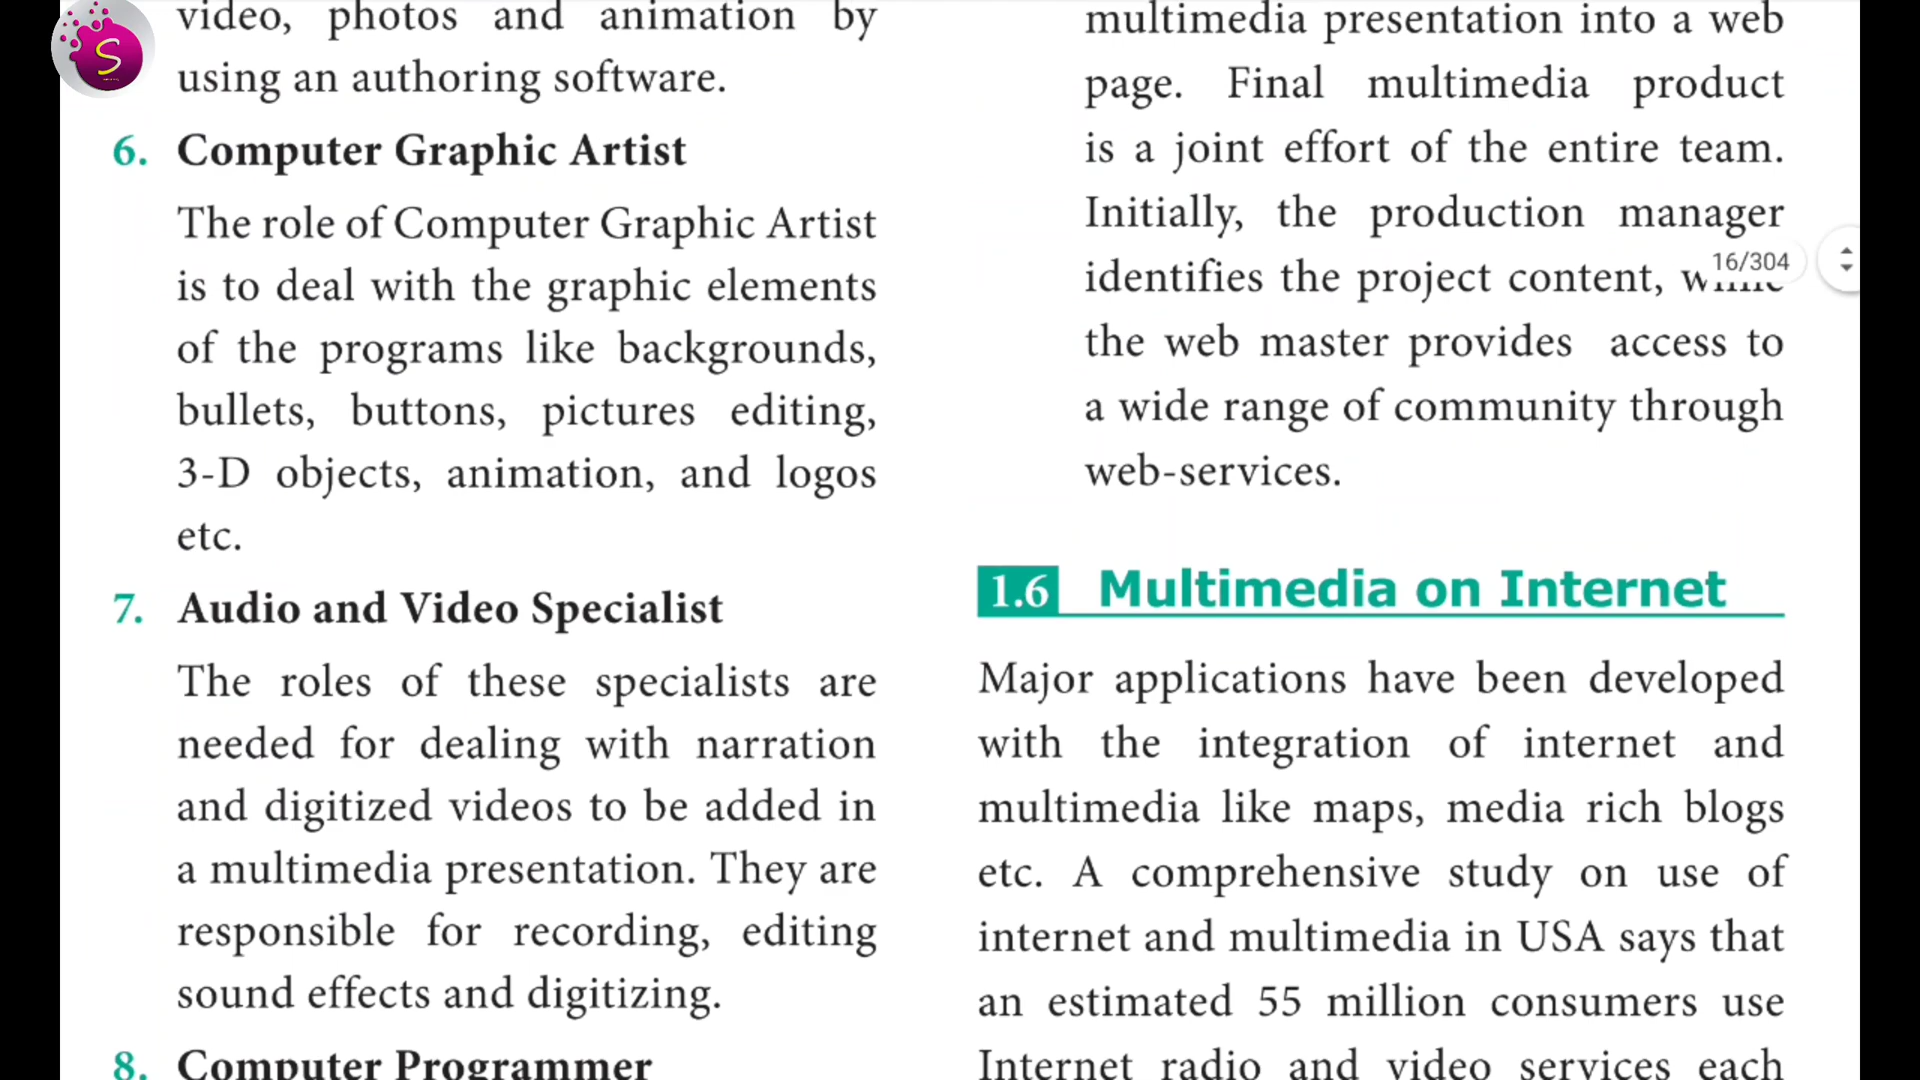 video, photos and animation by
using an authoring software.
6. Computer Graphic Artist
The role of Computer Graphic Artist
is to deal with the graphic elements
of the programs like backgrounds,
bullets, buttons, pictures editing,
3-D objects, animation, and logos
etc.
7. Audio and Video Specialist
The roles of these specialists are
needed for dealing with narration
and digitized videos to be added in
a multimedia presentation. They are
responsible for recording, editing
sound effects and digitizing.
8. Computer Programmer
multimedia presentation into a web
page. Final multimedia product
is a joint effort of the entire team.
Initially, the production manager
identifies the project content, while
the web master provides access to
a wide range of community through
web-services.
1.6 Multimedia on Internet
Major applications have been developed
with the integration of internet and
multimedia like maps, media rich blogs
etc. A comprehensive study on use of
internet and multimedia in USA says that
an estimated 55 million consumers use
Internet radio and video services each
16/304
S